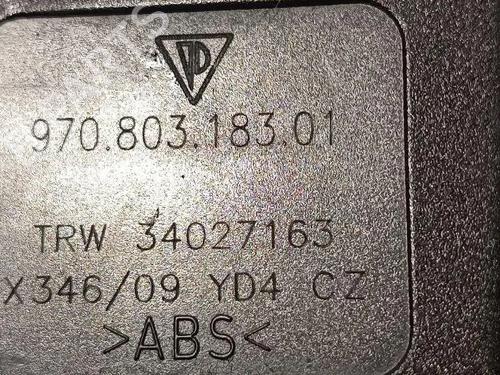 970.803.183.01
TRW 34027163
X346/09 YD4 CZ
>ABS<